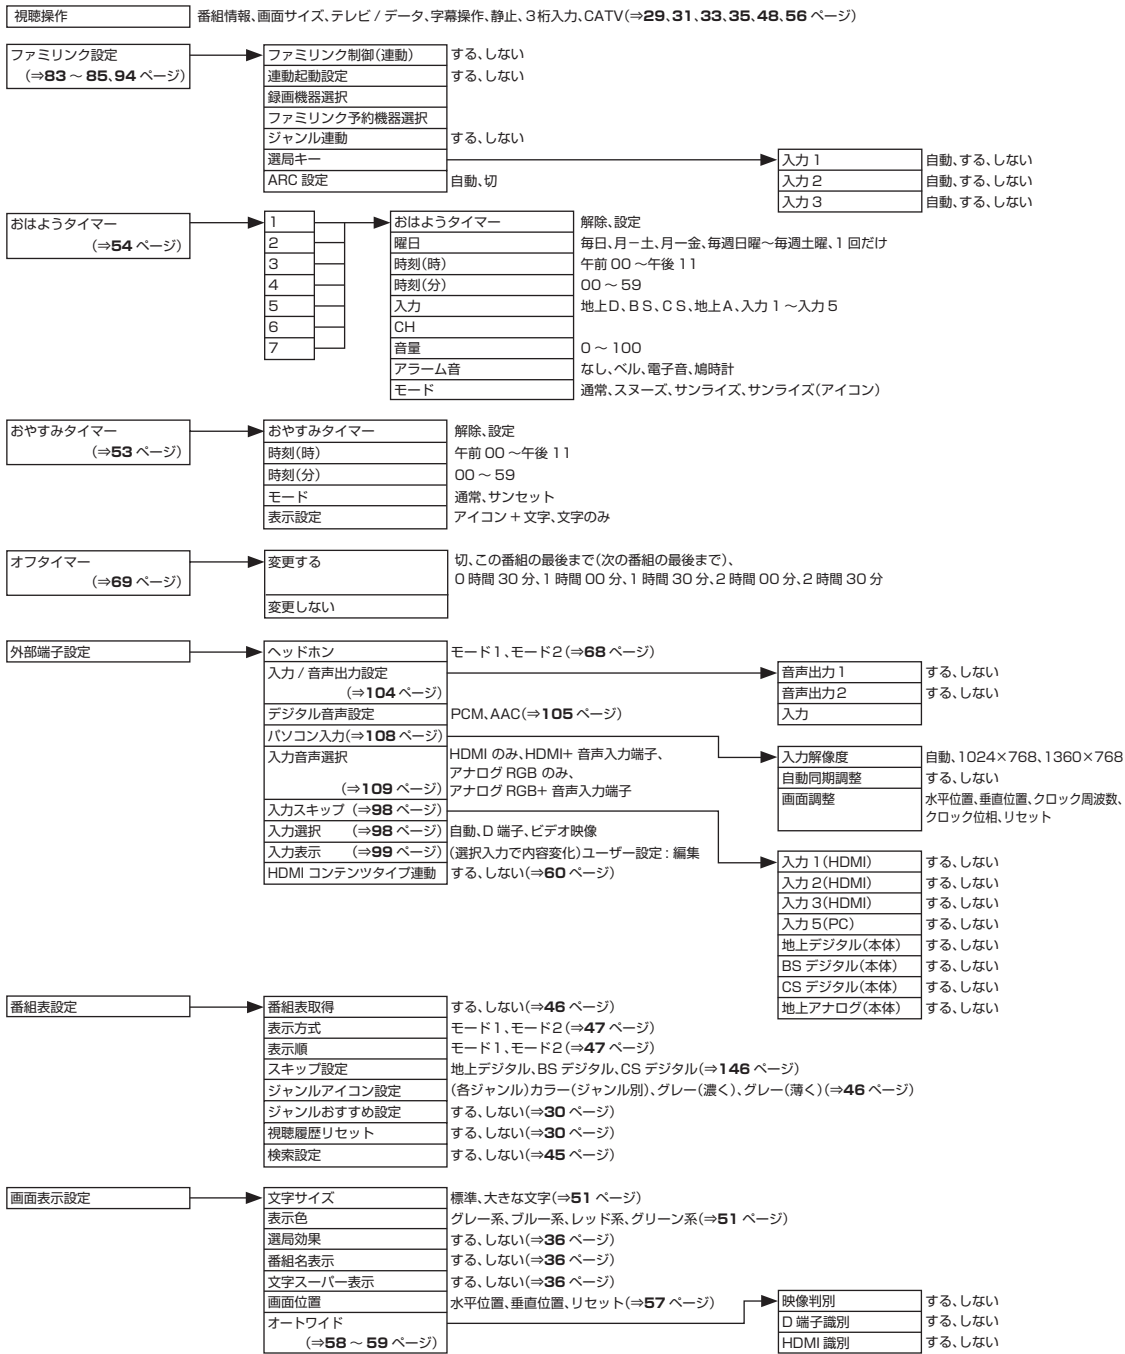 視聴操作 番組情報、画面サイズ、テレビ / データ、字幕操作、静止、3桁入力、CATV(⇒29、31、33、35、48、56 ページ)
ファミリンク設定
(⇒83 ～ 85、94 ページ)
ファミリンク制御(連動) する、しない
連動起動設定 する、しない
録画機器選択
ファミリンク予約機器選択
ジャンル連動 する、しない
選局キー
ARC 設定 自動、切
入力 1 自動、する、しない
入力 2 自動、する、しない
入力 3 自動、する、しない
おはようタイマー
(⇒54 ページ)
1
2
3
4
5
6
7
おはようタイマー 解除、設定
曜日 毎日、月－土、月ー金、毎週日曜～毎週土曜、1 回だけ
時刻(時) 午前 00 ～午後 11
時刻(分) 00 ～ 59
入力 地上D、BS、CS、地上A、入力 1 ～入力 5
CH
音量 0 ～ 100
アラーム音 なし、ベル、電子音、鳩時計
モード 通常、スヌーズ、サンライズ、サンライズ(アイコン)
おやすみタイマー
(⇒53 ページ)
おやすみタイマー 解除、設定
時刻(時) 午前 00 ～午後 11
時刻(分) 00 ～ 59
モード 通常、サンセット
表示設定 アイコン + 文字、文字のみ
オフタイマー
(⇒69 ページ)
変更する 切、この番組の最後まで(次の番組の最後まで)、
0 時間 30 分、1 時間 00 分、1 時間 30 分、2 時間 00 分、2 時間 30 分
変更しない
外部端子設定
ヘッドホン モード1、モード2(⇒68 ページ)
入力 / 音声出力設定
(⇒104 ページ)
デジタル音声設定 PCM、AAC(⇒105 ページ)
パソコン入力(⇒108 ページ)
入力音声選択
(⇒109 ページ)
HDMI のみ、HDMI+ 音声入力端子、
アナログ RGB のみ、
アナログ RGB+ 音声入力端子
入力スキップ (⇒98 ページ)
入力選択 (⇒98 ページ) 自動、D 端子、ビデオ映像
入力表示 (⇒99 ページ) (選択入力で内容変化)ユーザー設定 : 編集
HDMI コンテンツタイプ連動 する、しない(⇒60 ページ)
音声出力1 する、しない
音声出力2 する、しない
入力
入力解像度 自動、1024×768、1360×768
自動同期調整 する、しない
画面調整 水平位置、垂直位置、クロック周波数、
クロック位相、リセット
入力 1(HDMI) する、しない
入力 2(HDMI) する、しない
入力 3(HDMI) する、しない
入力 5(PC) する、しない
地上デジタル(本体) する、しない
BS デジタル(本体) する、しない
CS デジタル(本体) する、しない
地上アナログ(本体) する、しない
番組表設定
番組表取得 する、しない(⇒46 ページ)
表示方式 モード1、モード2(⇒47 ページ)
表示順 モード1、モード2(⇒47 ページ)
スキップ設定 地上デジタル、BS デジタル、CS デジタル(⇒146 ページ)
ジャンルアイコン設定 (各ジャンル)カラー(ジャンル別)、グレー(濃く)、グレー(薄く)(⇒46 ページ)
ジャンルおすすめ設定 する、しない(⇒30 ページ)
視聴履歴リセット する、しない(⇒30 ページ)
検索設定 する、しない(⇒45 ページ)
画面表示設定
文字サイズ 標準、大きな文字(⇒51 ページ)
表示色 グレー系、ブルー系、レッド系、グリーン系(⇒51 ページ)
選局効果 する、しない(⇒36 ページ)
番組名表示 する、しない(⇒36 ページ)
文字スーパー表示 する、しない(⇒36 ページ)
画面位置 水平位置、垂直位置、リセット(⇒57 ページ)
オートワイド
(⇒58 ～ 59 ページ)
映像判別 する、しない
D 端子識別 する、しない
HDMI 識別 する、しない